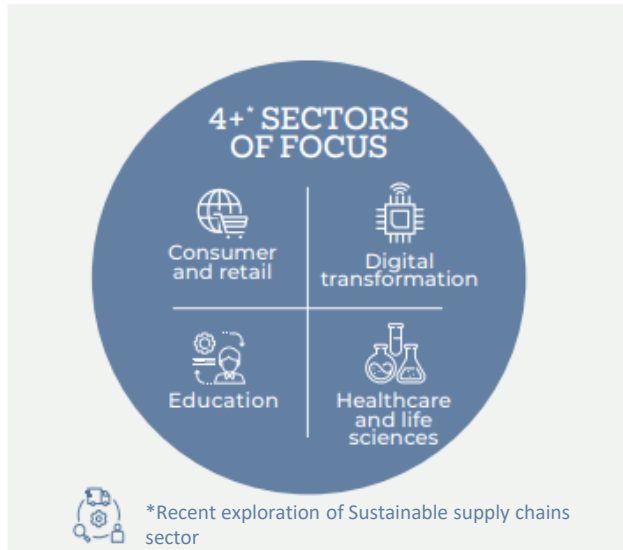 4+* SECTORS
OF FOCUS
Consumer
and retail
Digital
transformation
Education
Healthcare
and life
sciences
*Recent exploration of Sustainable supply chains
sector